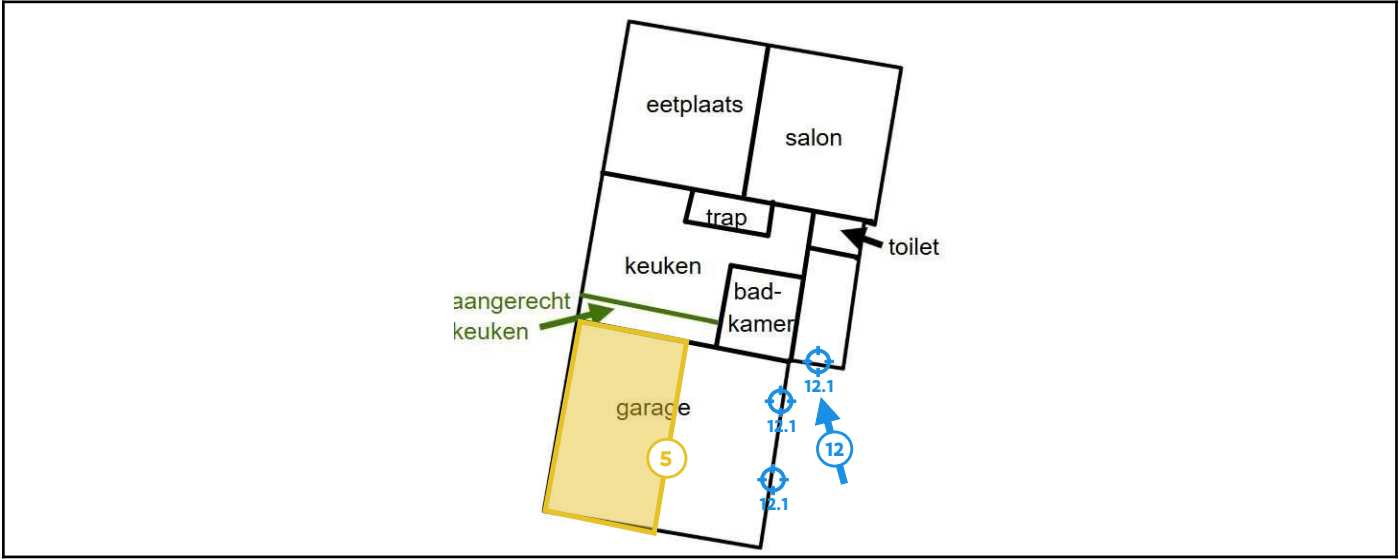 eetplaats
salon
trap
toilet
keuken
bad-
kamer
aangerecht
keuken
12.1
garage
12.1
12
5
12.1